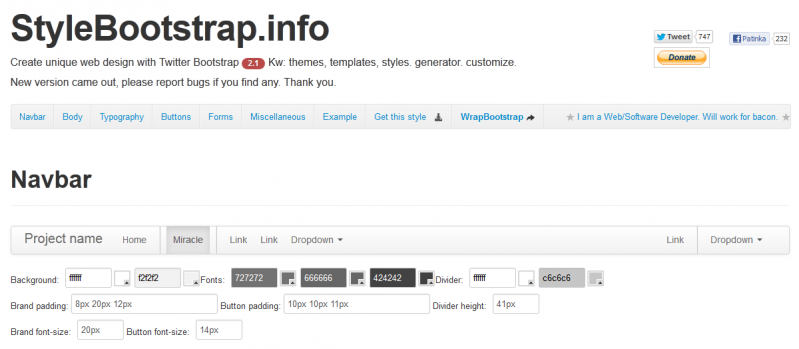 StyleBootstrap.info
Tweet 747 Patinka 232
Create unique web design with Twitter Bootstrap 2.1 Kw: themes, templates, styles. generator. customize.
Donate
New version came out, please report bugs if you find any. Thank you.
Navbar Body Typography Buttons Forms Miscellaneous Example Get this style WrapBootstrap I am a Web/Software Developer. Will work for bacon.
Navbar
Project name Home Miracle Link Link Dropdown Link Dropdown
Background: ffffff f2f2f2 Fonts: 727272 666666 424242 Divider: ffffff c6c6c6
Brand padding: 8px 20px 12px Button padding: 10px 10px 11px Divider height: 41px
Brand font-size: 20px Button font-size: 14px